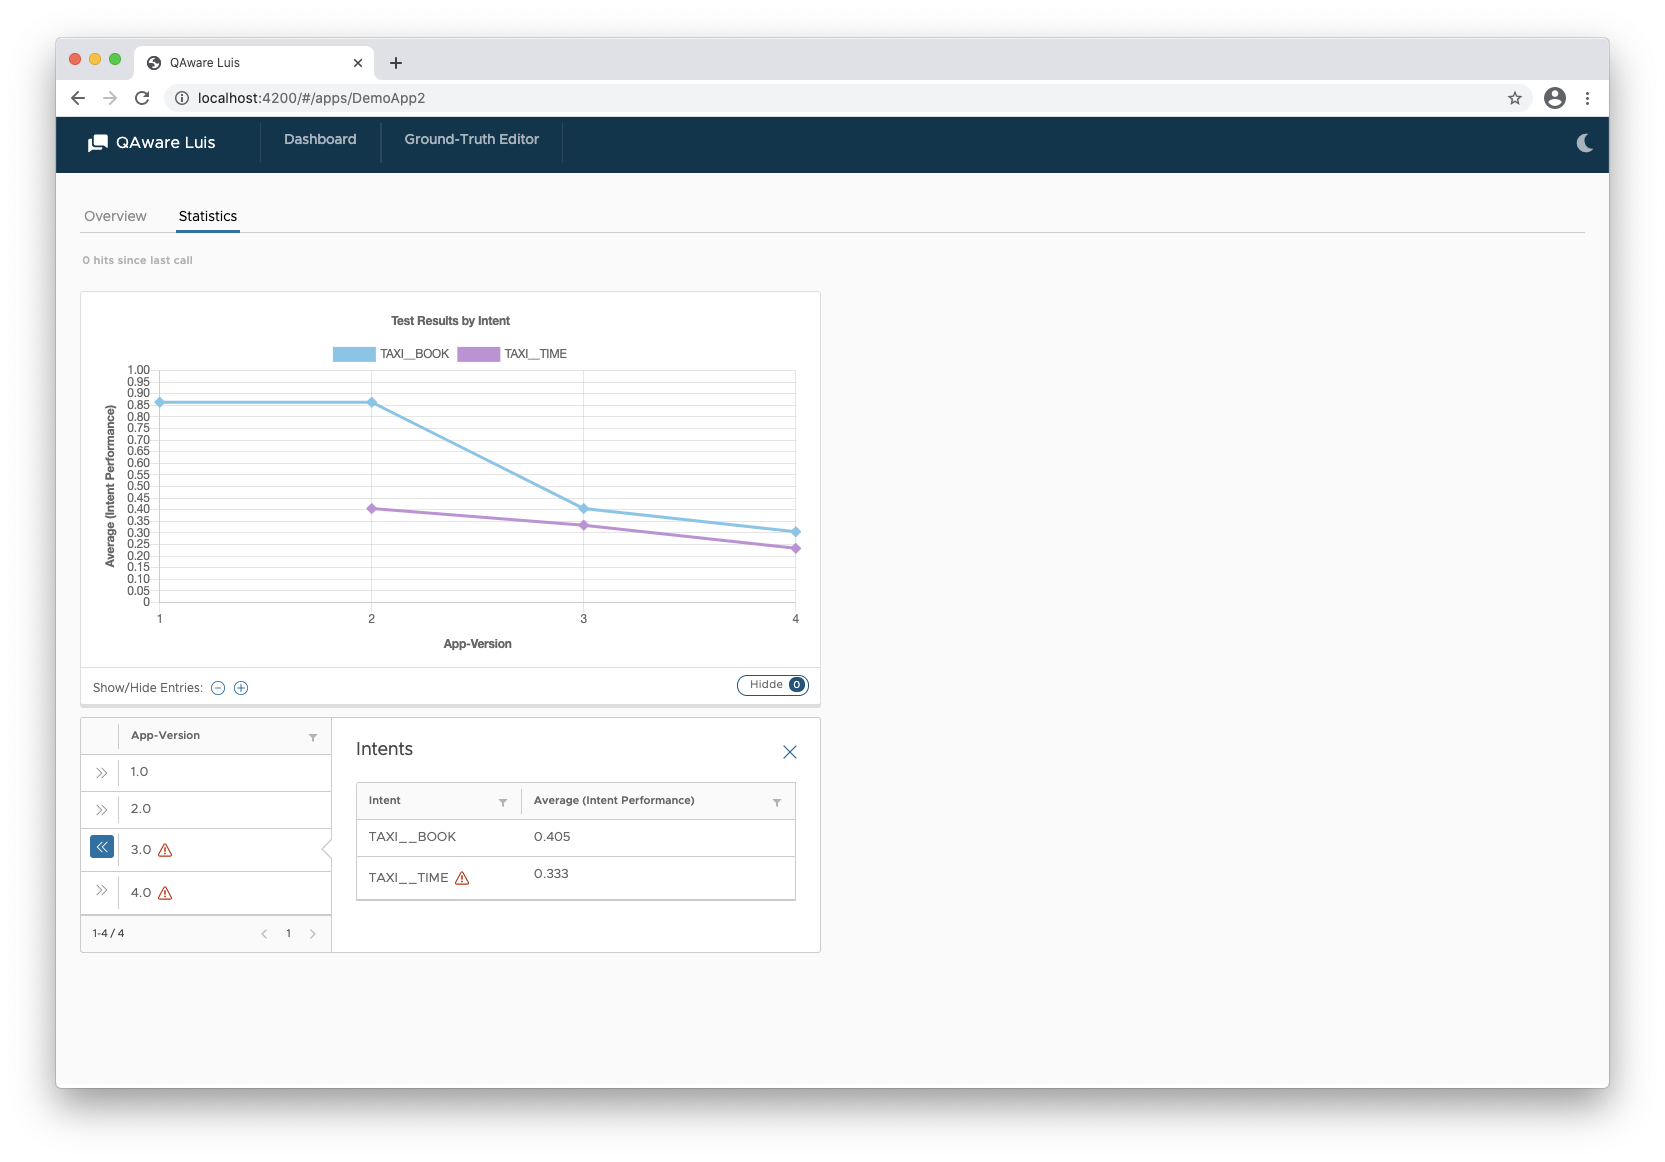 QAware Luis
localhost:4200/#/apps/DemoApp2
QAware Luis
Dashboard
Ground-Truth Editor
Overview
Statistics
0 hits since last call
Test Results by Intent
TAXI__BOOK
TAXI__TIME
1.00
0.95
0.90
0.85
0.80
0.75
0.70
0.65
0.60
0.55
0.50
0.45
0.40
0.35
0.30
0.25
0.20
0.15
0.10
0.05
0
Average (Intent Performance)
1
2
3
4
App-Version
Show/Hide Entries:
Hidde 0
App-Version
1.0
2.0
3.0
4.0
1-4 / 4
1
Intents
Intent
Average (Intent Performance)
TAXI__BOOK
0.405
TAXI__TIME
0.333